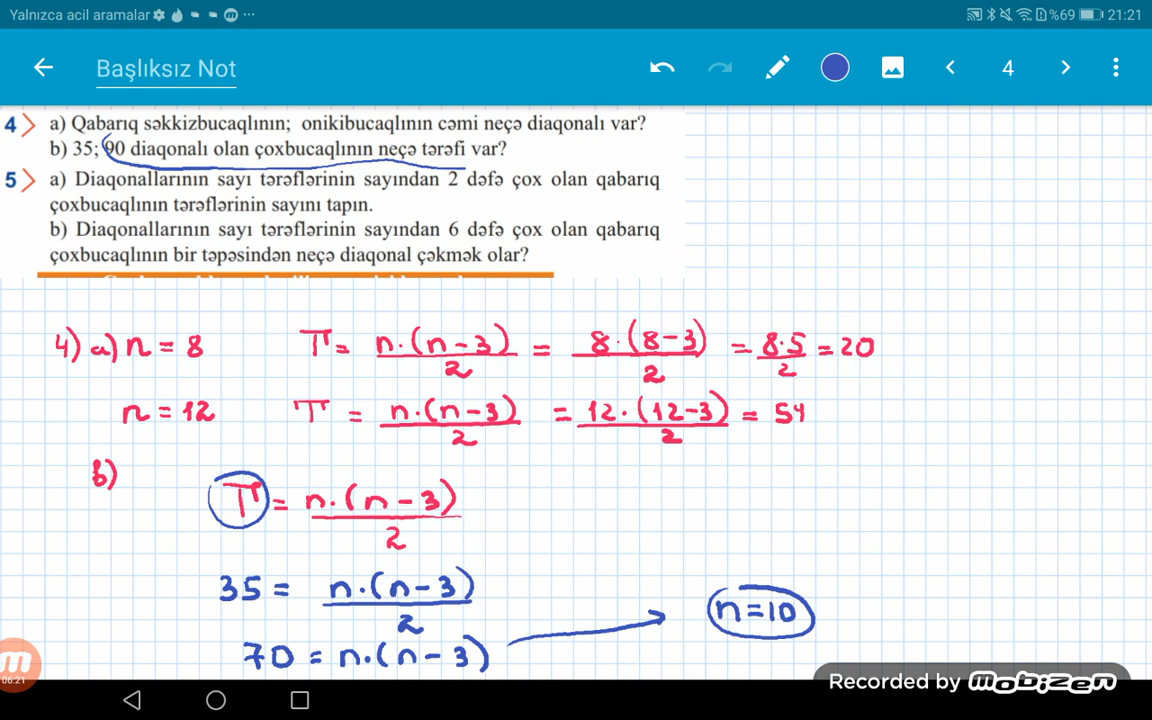 Yalnızca acil aramalar ... %69 21:21
Başlıksız Not 4
4 a) Qabarıq səkkizbucaqlının; onikibucaqlının cəmi neçə diaqonalı var?
b) 35; 90 diaqonalı olan çoxbucaqlının neçə tərəfi var?
5 a) Diaqonallarının sayı tərəflərinin sayından 2 dəfə çox olan qabarıq
çoxbucaqlının tərəflərinin sayını tapın.
b) Diaqonallarının sayı tərəflərinin sayından 6 dəfə çox olan qabarıq
çoxbucaqlının bir təpəsindən neçə diaqonal çəkmək olar?
4) a) n = 8 T = n·(n-3)/2 = 8·(8-3)/2 = 8·5/2 = 20
n = 12 T = n·(n-3)/2 = 12·(12-3)/2 = 54
b)
T = n·(n-3)/2
35 = n·(n-3)/2
n=10
70 = n·(n-3)
06:21
Recorded by mobizen